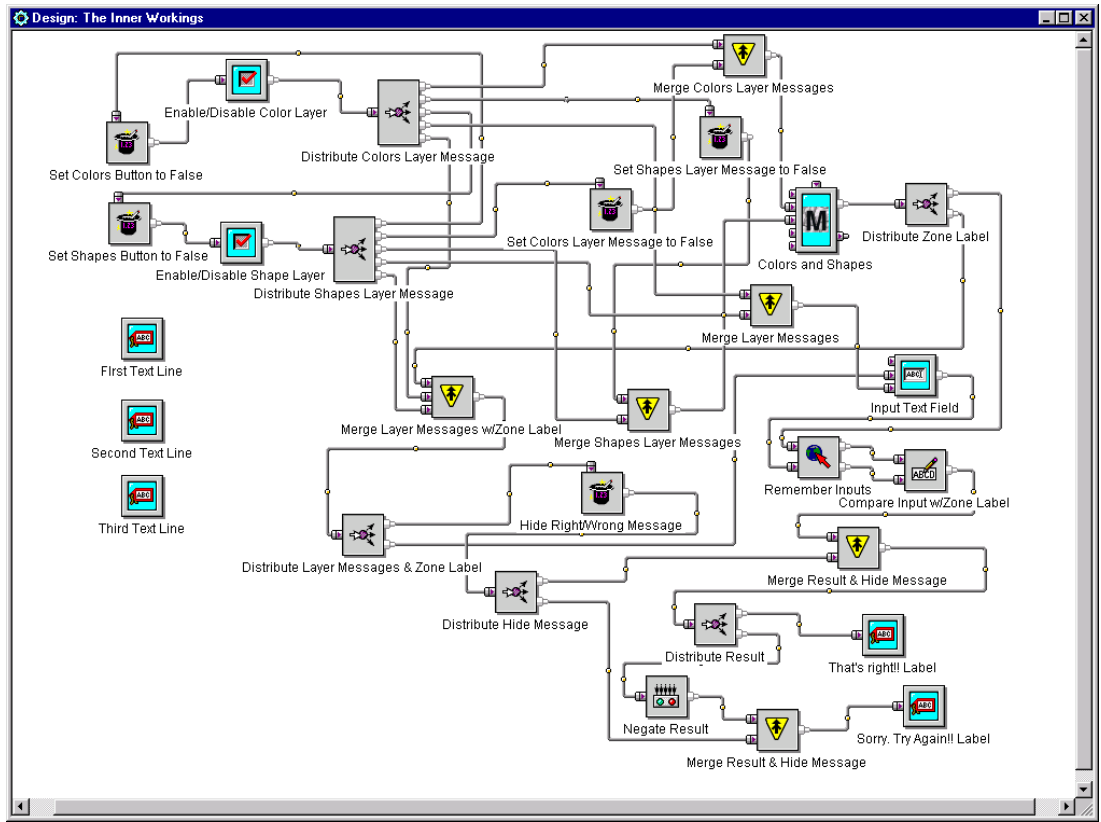 Design: The Inner Workings
Merge Colors Layer Messages
Enable/Disable Color Layer
Distribute Colors Layer Message
Set Colors Button to False
Set Shapes Layer Message to False
Set Colors Layer Message to False
Distribute Zone Label
Set Shapes Button to False
Colors and Shapes
Enable/Disable Shape Layer
Distribute Shapes Layer Message
Merge Layer Messages
FIrst Text Line
Input Text Field
Merge Layer Messages w/Zone Label
Merge Shapes Layer Messages
Second Text Line
Remember Inputs
Compare Input w/Zone Label
Third Text Line
Hide Right/Wrong Message
Distribute Layer Messages & Zone Label
Merge Result & Hide Message
Distribute Hide Message
Distribute Result
That's right!! Label
Negate Result
Sorry. Try Again!! Label
Merge Result & Hide Message